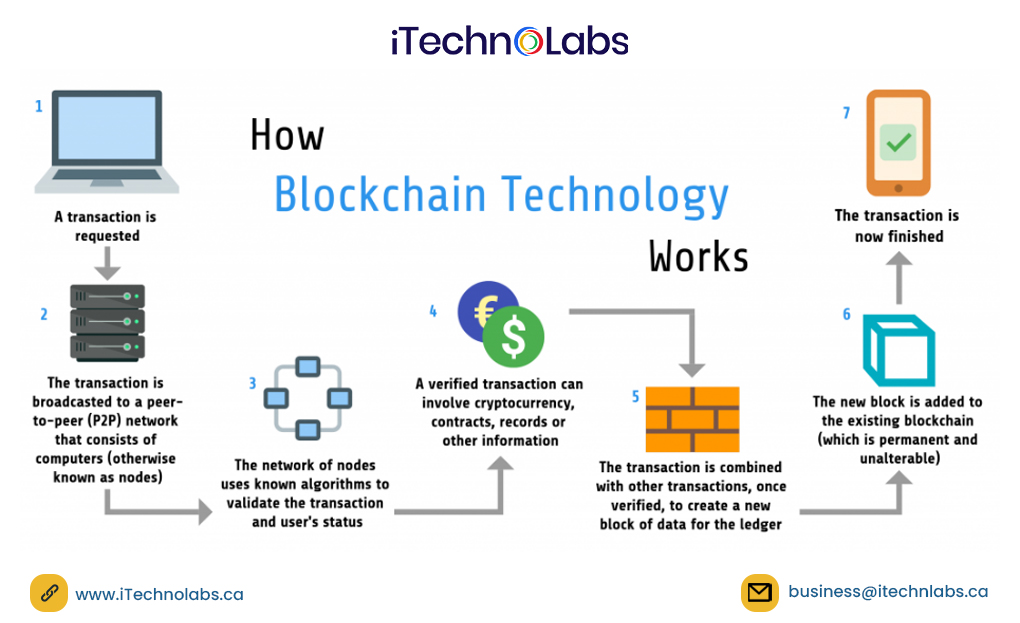 iTechnoLabs
How
Blockchain Technology
Works
1
A transaction is
requested
2
The transaction is
broadcasted to a peer-
to-peer (P2P) network
that consists of
computers (otherwise
known as nodes)
3
The network of nodes
uses known algorithms to
validate the transaction
and user's status
4
€
$
A verified transaction can
involve cryptocurrency,
contracts, records or
other information
5
The transaction is combined
with other transactions, once
verified, to create a new
block of data for the ledger
6
The new block is added to
the existing blockchain
(which is permanent and
unalterable)
7
The transaction is
now finished
www.iTechnolabs.ca
business@itechnlabs.ca